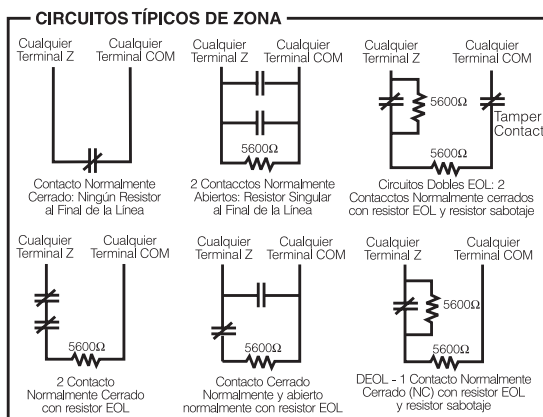 CIRCUITOS TÍPICOS DE ZONA
Cualquier Terminal Z
Cualquier Terminal COM
Contacto Normalmente
Cerrado: Ningún Resistor
al Final de la Línea
Cualquier Terminal Z
Cualquier Terminal COM
5600Ω
2 Contacctos Normalmente
Abiertos: Resistor Singular
al Final de la Línea
Cualquier Terminal Z
Cualquier Terminal COM
5600Ω
Tamper
Contact
5600Ω
Circuitos Dobles EOL: 2
Contacctos Normalmente cerrados
con resistor EOL y resistor sabotaje
Cualquier Terminal Z
Cualquier Terminal COM
5600Ω
2 Contacto
Normalmente Cerrado
con resistor EOL
Cualquier Terminal Z
Cualquier Terminal COM
5600Ω
Contacto Cerrado
Normalmente y abierto
normalmente con resistor EOL
Cualquier Terminal Z
Cualquier Terminal COM
5600Ω
5600Ω
DEOL - 1 Contacto Normalmente
Cerrado (NC) con resistor EOL
y resistor sabotaje